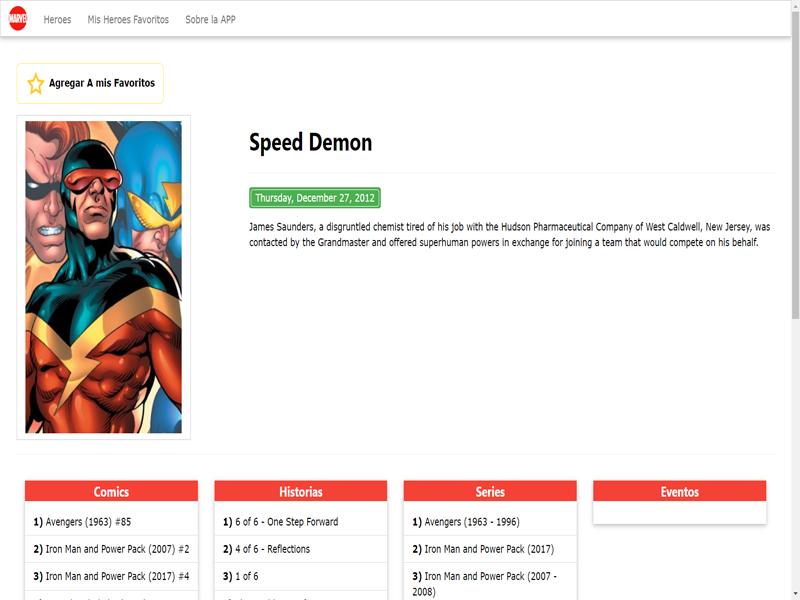 MARVEL
Heroes
Mis Heroes Favoritos
Sobre la APP
Agregar A mis Favoritos
Speed Demon
Thursday, December 27, 2012
James Saunders, a disgruntled chemist tired of his job with the Hudson Pharmaceutical Company of West Caldwell, New Jersey, was
contacted by the Grandmaster and offered superhuman powers in exchange for joining a team that would compete on his behalf.
Comics
1) Avengers (1963) #85
2) Iron Man and Power Pack (2007) #2
3) Iron Man and Power Pack (2017) #4
Historias
1) 6 of 6 - One Step Forward
2) 4 of 6 - Reflections
3) 1 of 6
Series
1) Avengers (1963 - 1996)
2) Iron Man and Power Pack (2017)
3) Iron Man and Power Pack (2007 -
2008)
Eventos